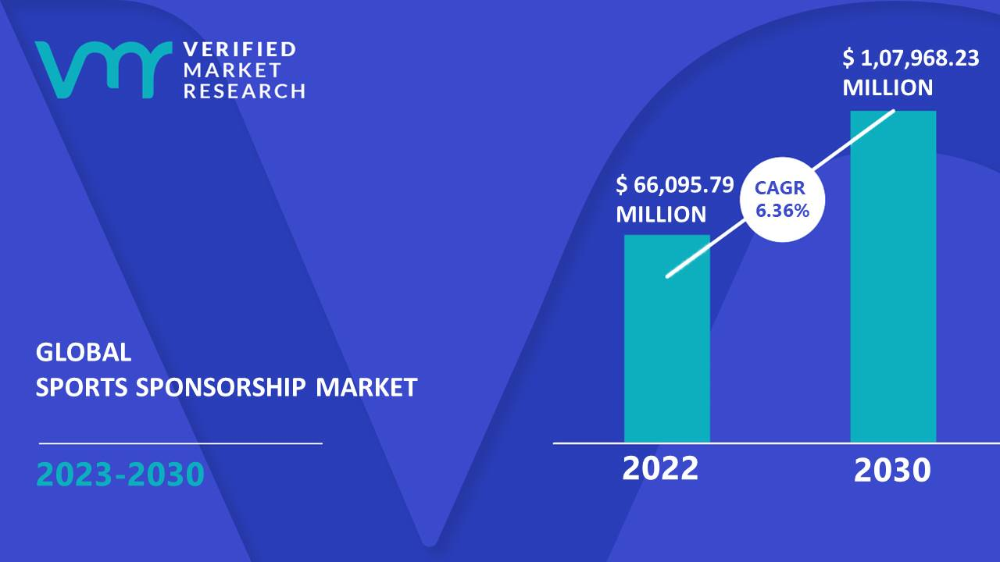 vmr
VERIFIED
MARKET
RESEARCH
$ 1,07,968.23
MILLION
$ 66,095.79
MILLION
CAGR
6.36%
GLOBAL
SPORTS SPONSORSHIP MARKET
2023-2030
2022
2030